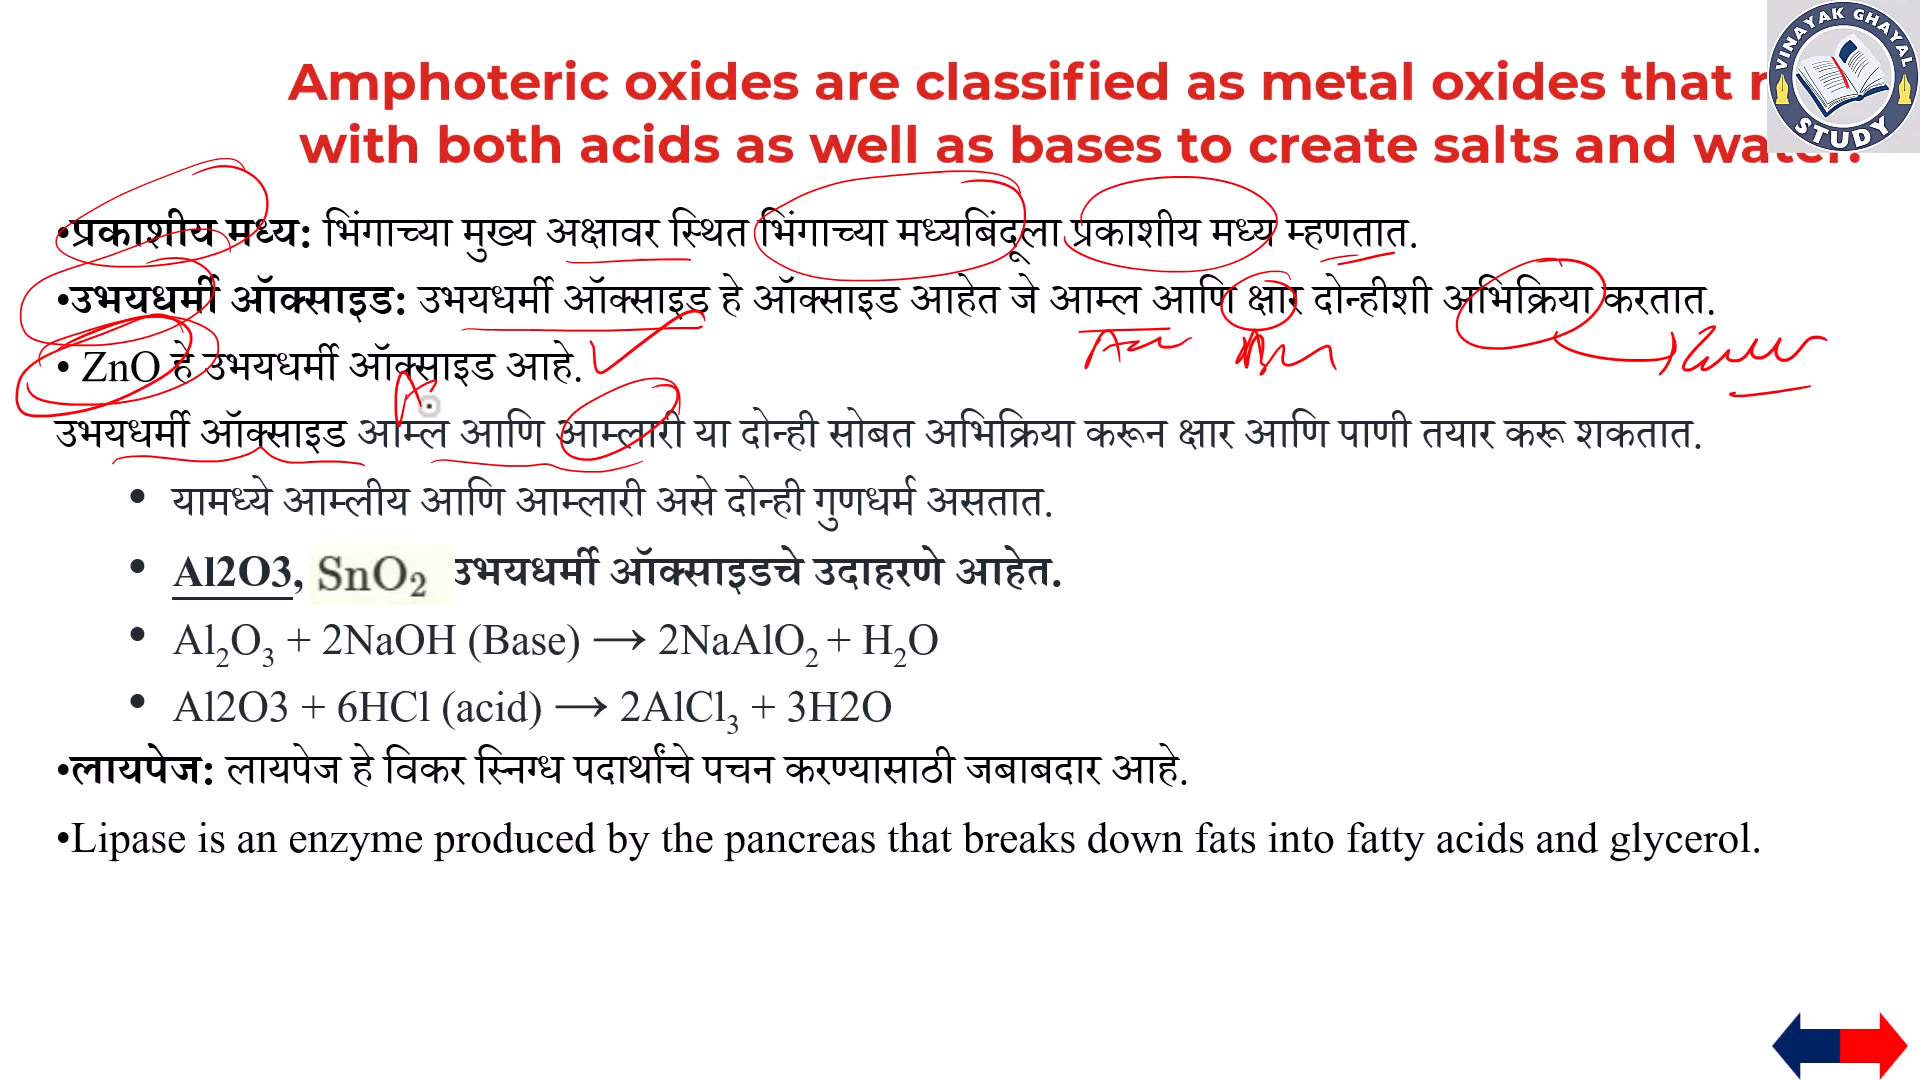 Amphoteric oxides are classified as metal oxides that
with both acids as well as bases to create salts and water.
VINAYAK GHAYAL
STUDY
•प्रकाशीय मध्य: भिंगाच्या मुख्य अक्षावर स्थित भिंगाच्या मध्यबिंदूला प्रकाशीय मध्य म्हणतात.
•उभयधर्मी ऑक्साइड: उभयधर्मी ऑक्साइड हे ऑक्साइड आहेत जे आम्ल आणि क्षार दोन्हीशी अभिक्रिया करतात.
• ZnO हे उभयधर्मी ऑक्साइड आहे.
उभयधर्मी ऑक्साइड आम्ल आणि आम्लारी या दोन्ही सोबत अभिक्रिया करून क्षार आणि पाणी तयार करू शकतात.
• यामध्ये आम्लीय आणि आम्लारी असे दोन्ही गुणधर्म असतात.
• Al2O3, SnO₂ उभयधर्मी ऑक्साइडचे उदाहरणे आहेत.
• Al₂O₃ + 2NaOH (Base) ⟶ 2NaAlO₂ + H₂O
• Al2O3 + 6HCl (acid) ⟶ 2AlCl₃ + 3H2O
•लायपेज: लायपेज हे विकर स्निग्ध पदार्थांचे पचन करण्यासाठी जबाबदार आहे.
•Lipase is an enzyme produced by the pancreas that breaks down fats into fatty acids and glycerol.